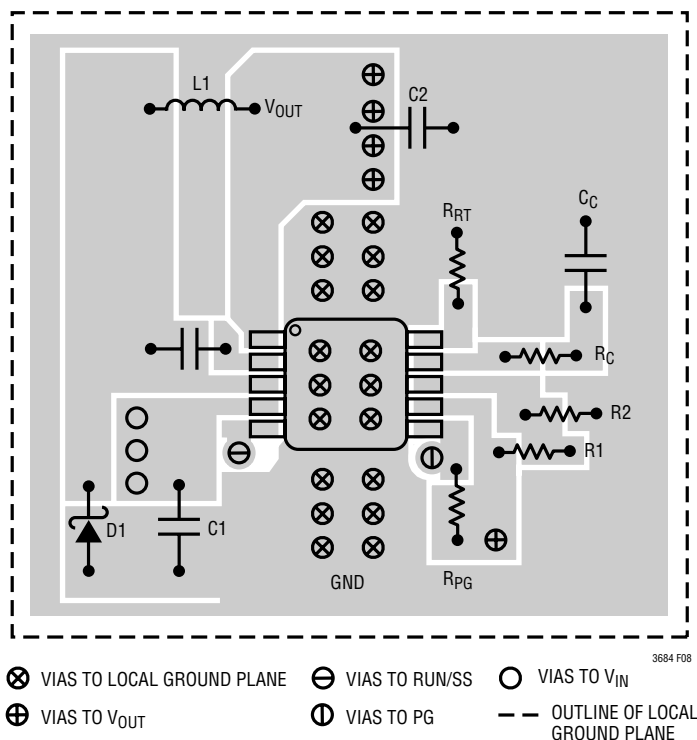 L1
VOUT
C2
RRT
CC
RC
R2
R1
D1
C1
GND
RPG
3684 F08
VIAS TO LOCAL GROUND PLANE
VIAS TO RUN/SS
VIAS TO VIN
VIAS TO VOUT
VIAS TO PG
OUTLINE OF LOCAL
GROUND PLANE